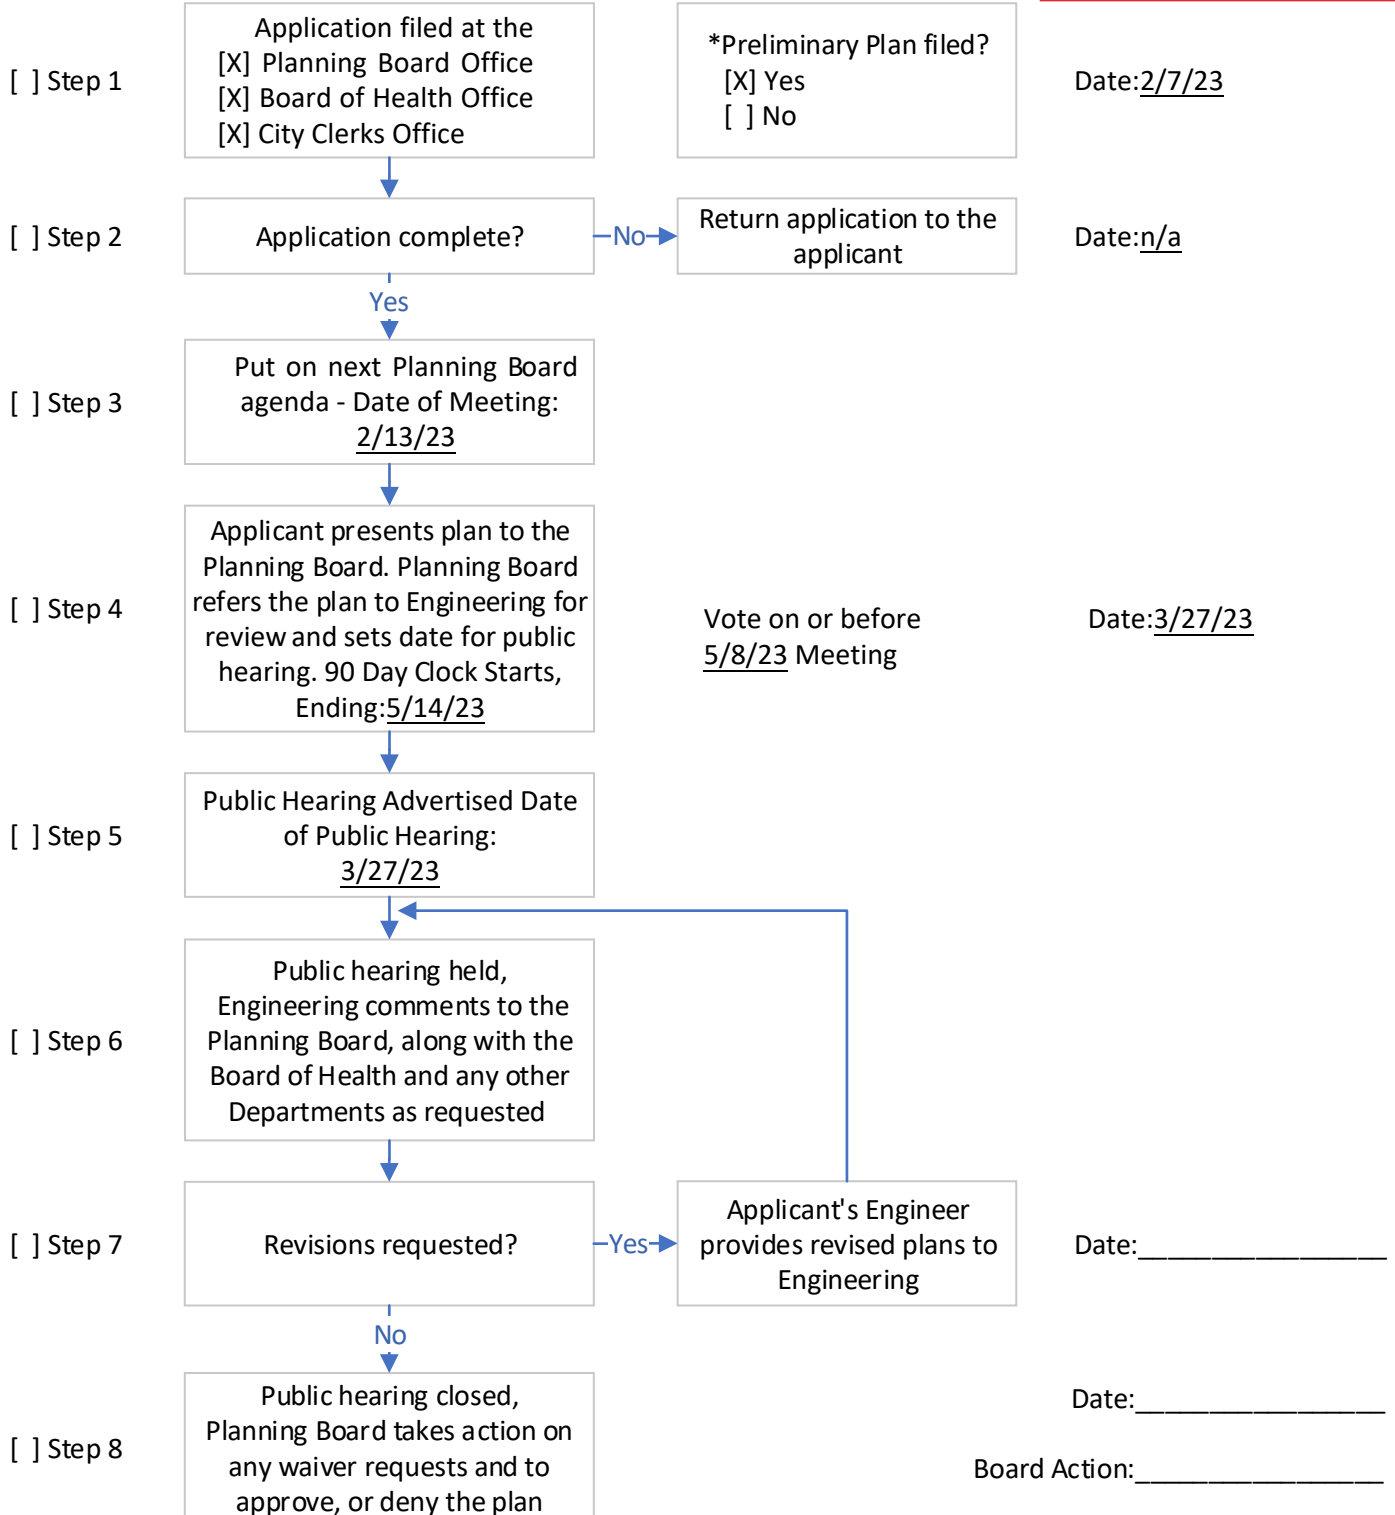 [ ] Step 1
Application filed at the
[X] Planning Board Office
[X] Board of Health Office
[X] City Clerks Office
*Preliminary Plan filed?
[X] Yes
[ ] No
Date:2/7/23
[ ] Step 2
Application complete?
No
Return application to the
applicant
Date:n/a
Yes
[ ] Step 3
Put on next Planning Board
agenda - Date of Meeting:
2/13/23
[ ] Step 4
Applicant presents plan to the
Planning Board. Planning Board
refers the plan to Engineering for
review and sets date for public
hearing. 90 Day Clock Starts,
Ending:5/14/23
Vote on or before
5/8/23 Meeting
Date:3/27/23
[ ] Step 5
Public Hearing Advertised Date
of Public Hearing:
3/27/23
[ ] Step 6
Public hearing held,
Engineering comments to the
Planning Board, along with the
Board of Health and any other
Departments as requested
[ ] Step 7
Revisions requested?
Yes
Applicant's Engineer
provides revised plans to
Engineering
Date:_________________
No
[ ] Step 8
Public hearing closed,
Planning Board takes action on
any waiver requests and to
approve, or deny the plan
Date:_________________
Board Action:_________________